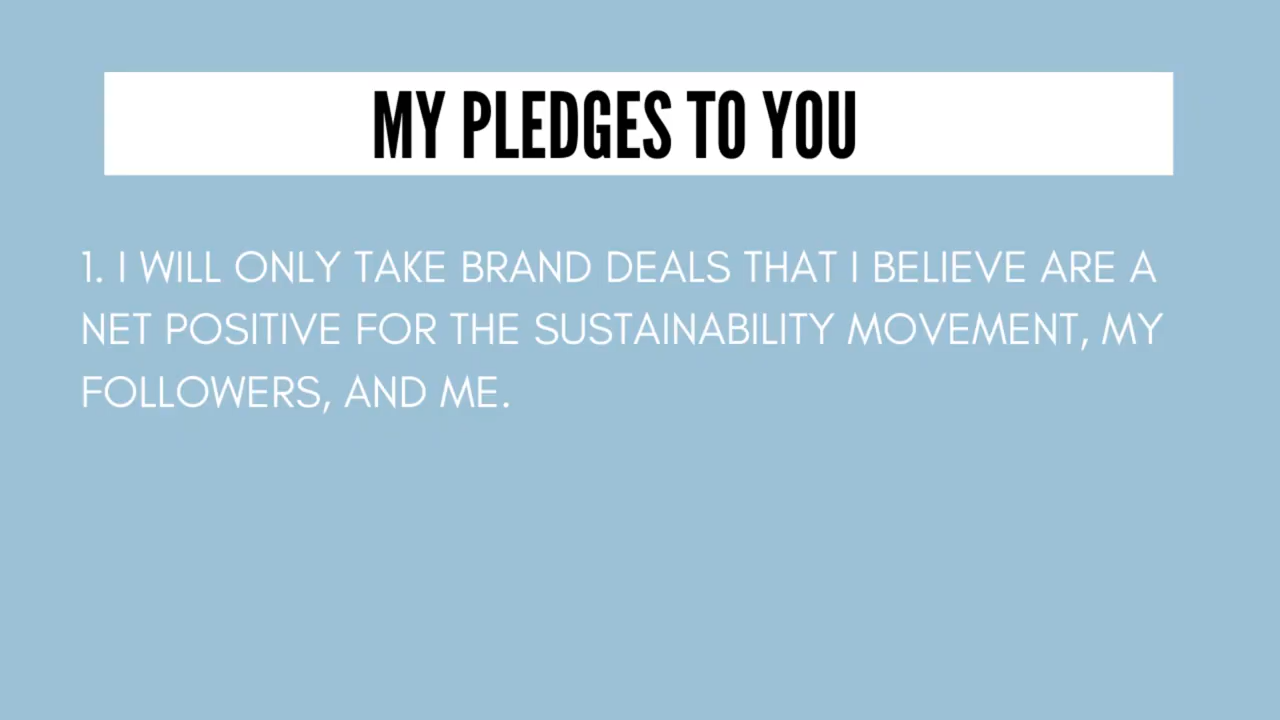 MY PLEDGES TO YOU
1. I WILL ONLY TAKE BRAND DEALS THAT I BELIEVE ARE A
NET POSITIVE FOR THE SUSTAINABILITY MOVEMENT, MY
FOLLOWERS, AND ME.